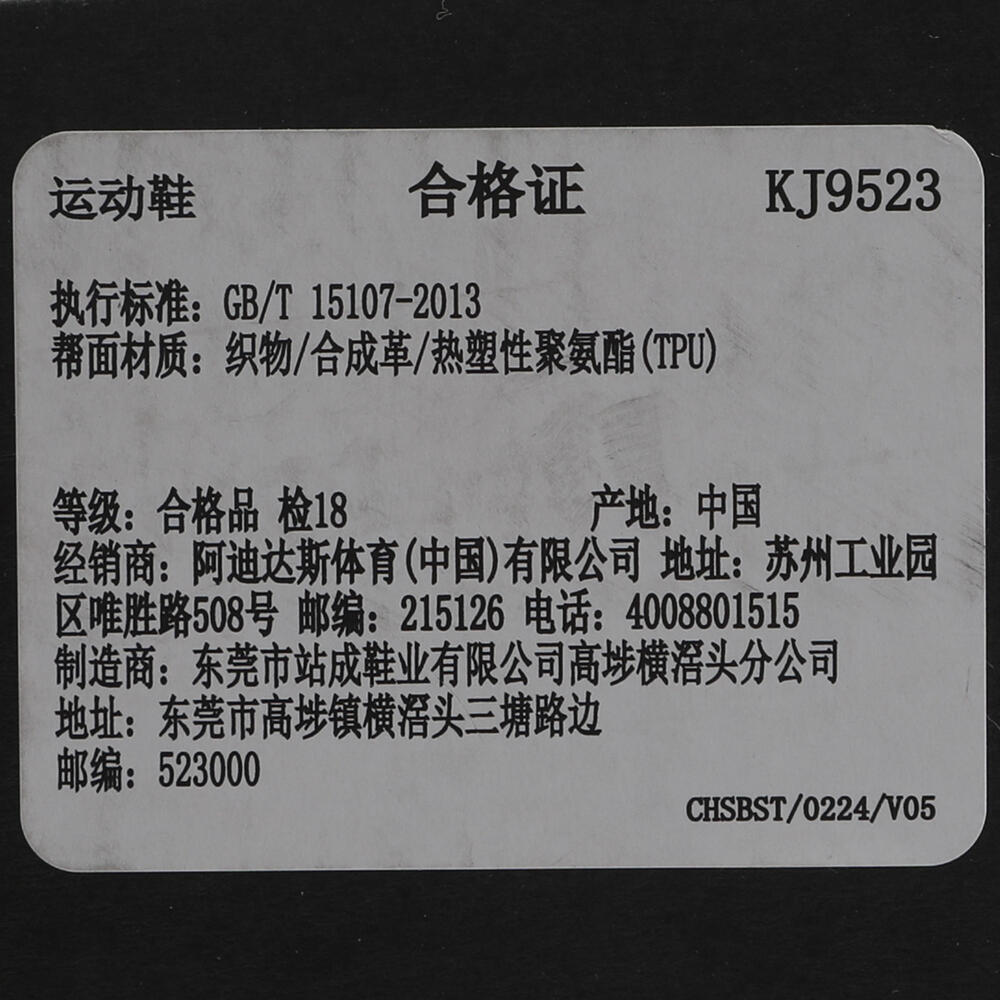 运动鞋 合格证 KJ9523
执行标准：GB/T 15107-2013
帮面材质：织物/合成革/热塑性聚氨酯(TPU)
等级：合格品 检18 产地：中国
经销商：阿迪达斯体育(中国)有限公司 地址：苏州工业园
区唯胜路508号 邮编：215126 电话：4008801515
制造商：东莞市站成鞋业有限公司高埗横滘头分公司
地址：东莞市高埗镇横滘头三塘路边
邮编：523000
CHSBST/0224/V05